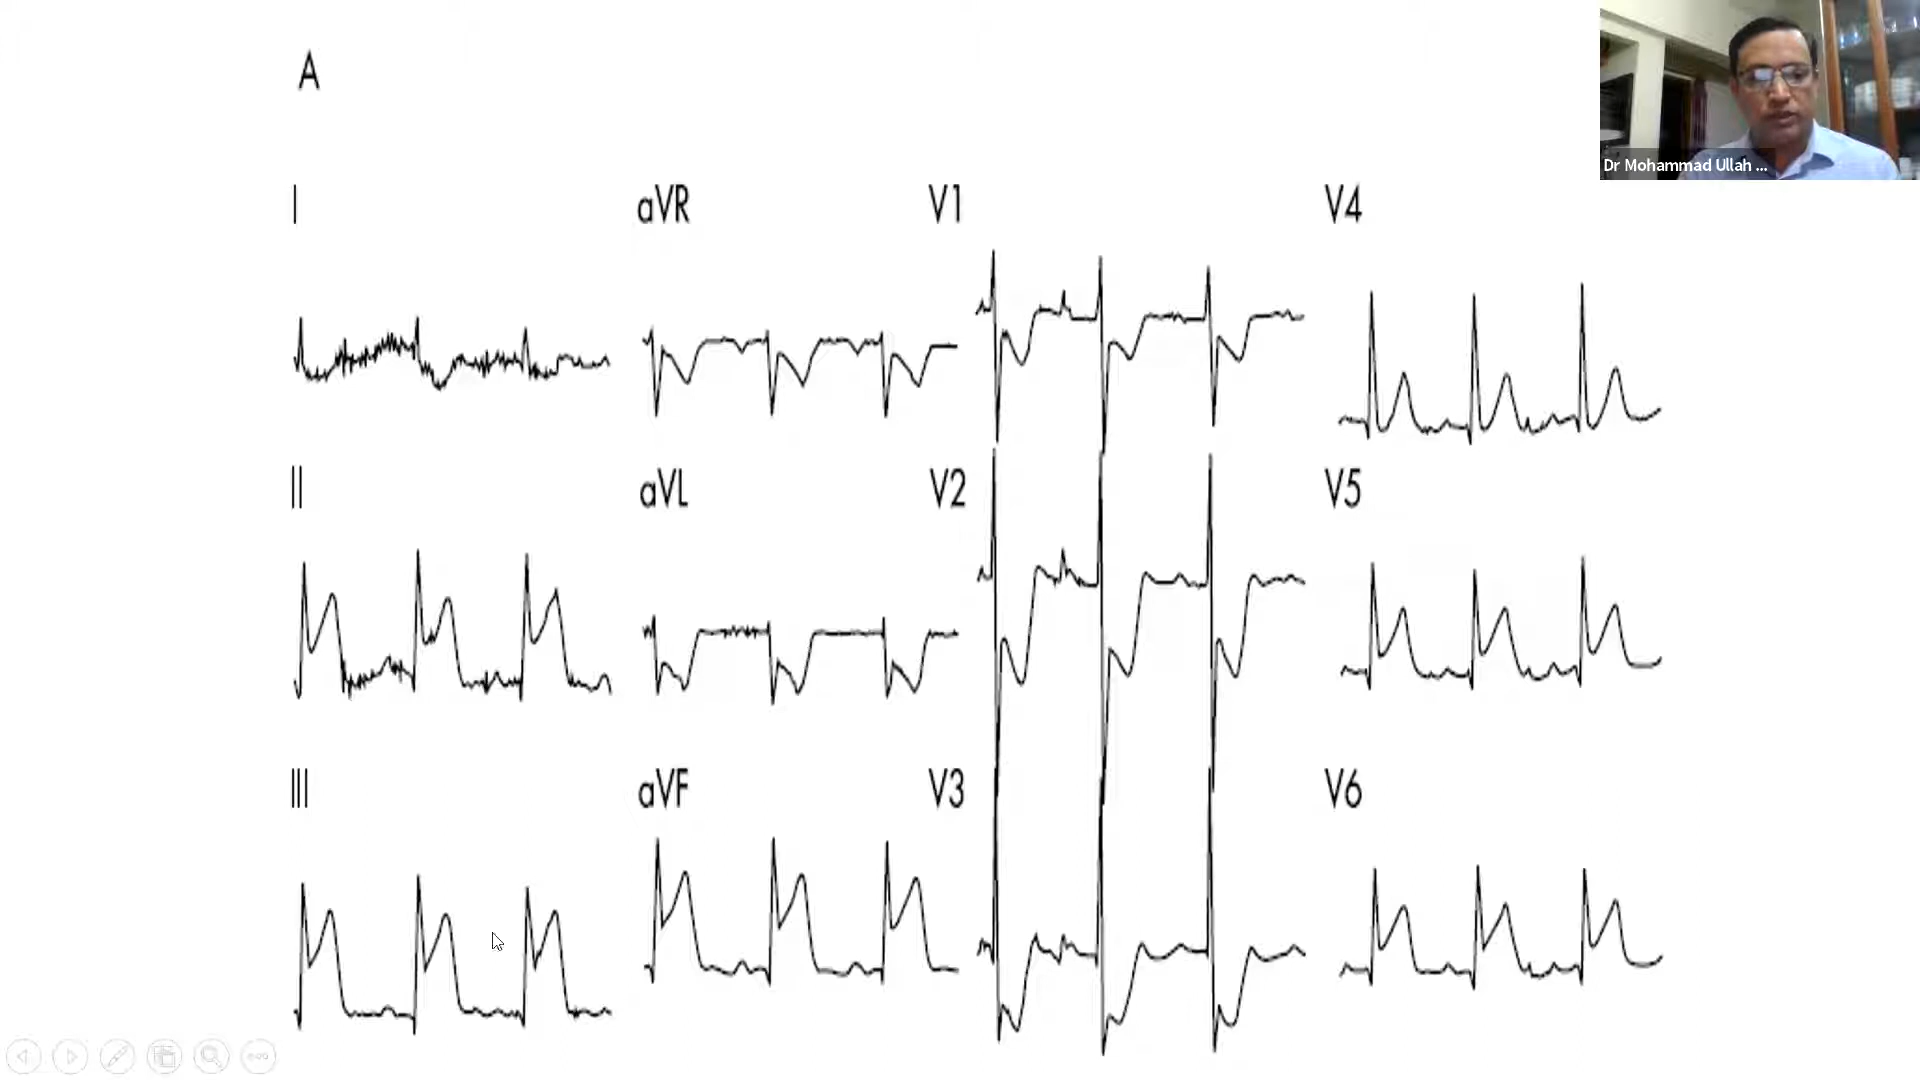 A
I
aVR
V1
V4
Dr Mohammad Ullah ...
II
aVL
V2
V5
III
aVF
V3
V6